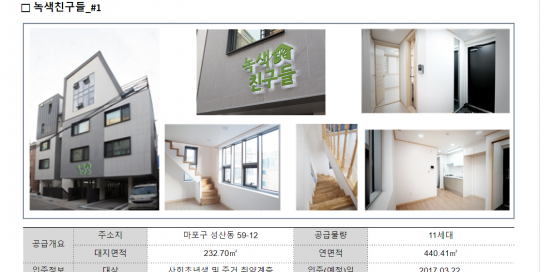 □ 녹색친구들_#1
녹색
친구들
공급개요 주소지 마포구 성산동 59-12 공급물량 11세대
대지면적 232.70㎡ 연면적 440.41㎡
입주정보 대상 사회초년생 및 주거 취약계층 입주(예정)일 2017.03.22